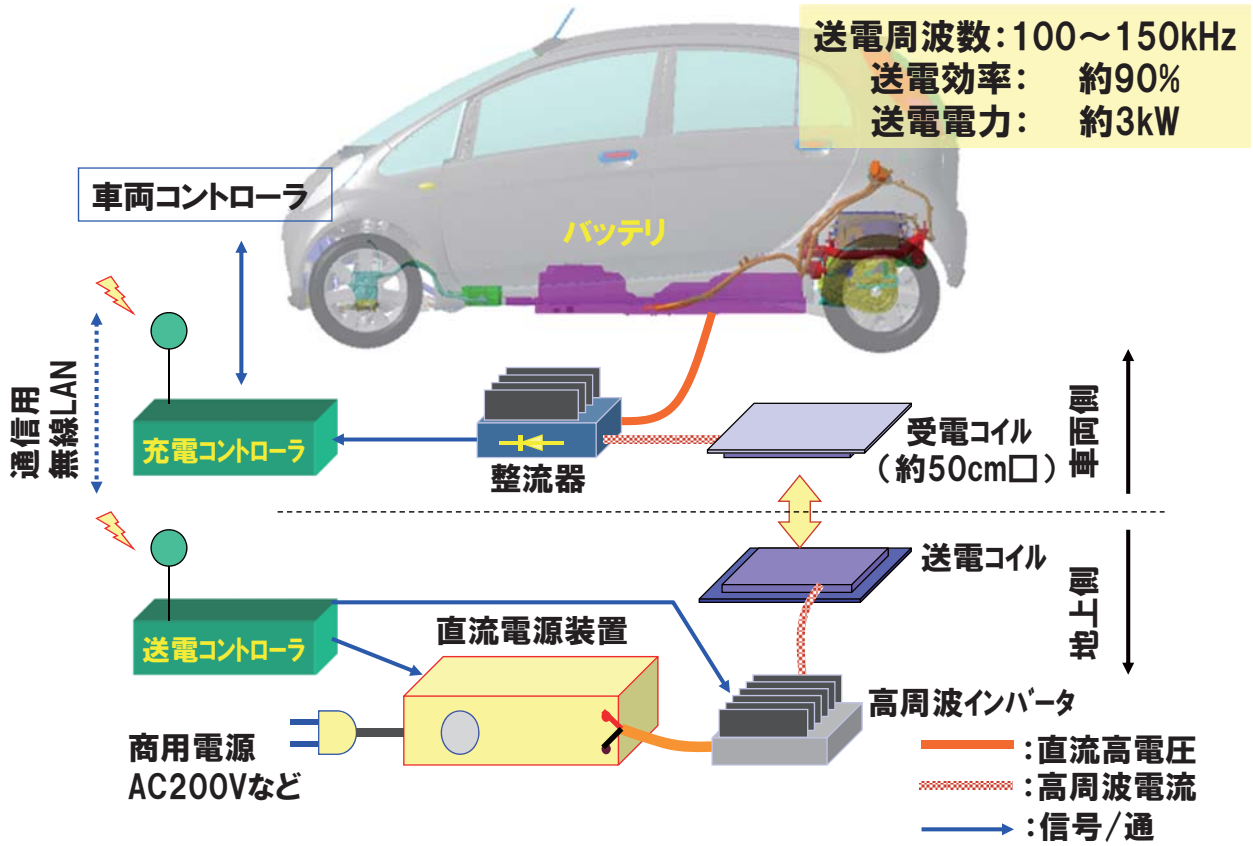 送電周波数:100～150kHz
送電効率: 約90%
送電電力: 約3kW
車両コントローラ
バッテリ
通信用
無線LAN
充電コントローラ
整流器
受電コイル
(約50cm□)
車両側
送電コイル
地上側
送電コントローラ
直流電源装置
高周波インバータ
商用電源
AC200Vなど
:直流高電圧
:高周波電流
:信号/通